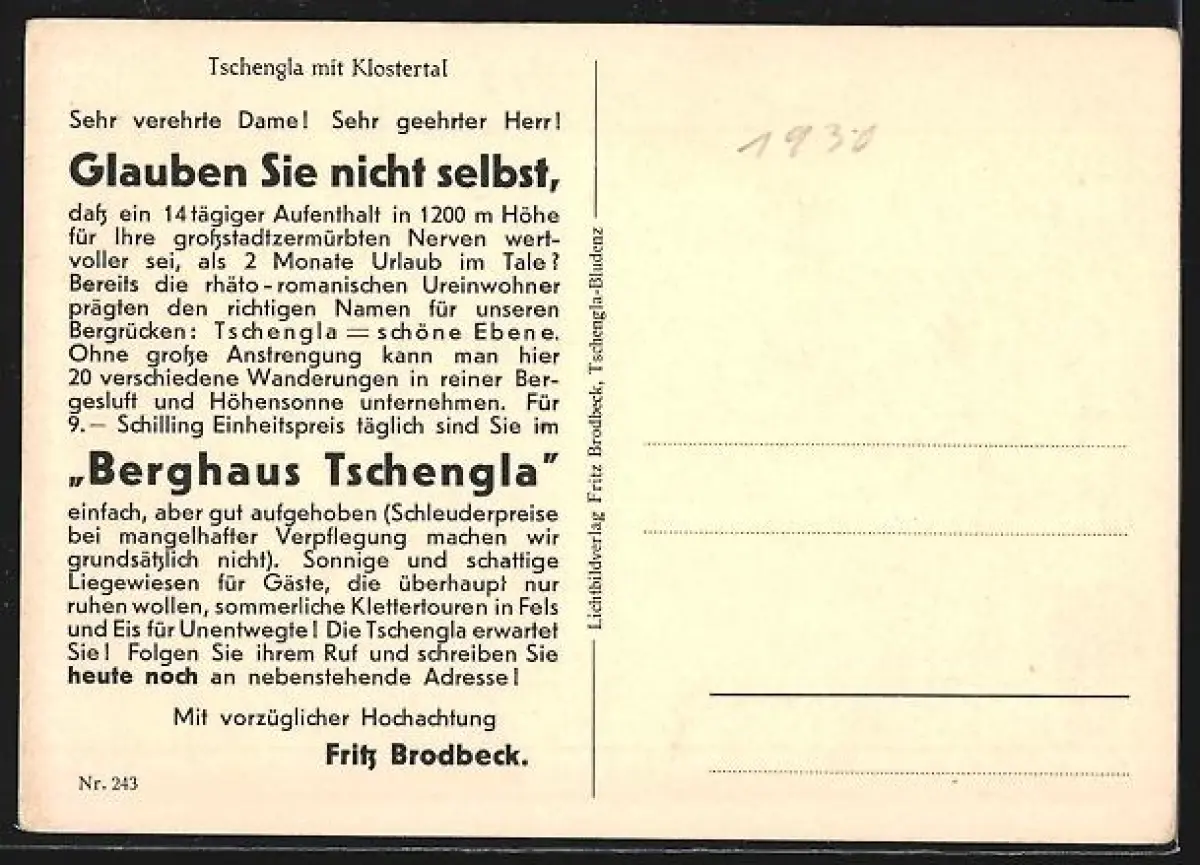 Tschengla mit Klostertal
Sehr verehrte Dame! Sehr geehrter Herr!
Glauben Sie nicht selbst,
daß ein 14tägiger Aufenthalt in 1200 m Höhe
für Ihre großstadtzermürbten Nerven wert-
voller sei, als 2 Monate Urlaub im Tale?
Bereits die rhäto-romanischen Ureinwohner
prägten den richtigen Namen für unseren
Bergrücken: Tschengla = schöne Ebene.
Ohne große Anstrengung kann man hier
20 verschiedene Wanderungen in reiner Ber-
gesluft und Höhensonne unternehmen. Für
9.— Schilling Einheitspreis täglich sind Sie im
„Berghaus Tschengla"
einfach, aber gut aufgehoben (Schleuderpreise
bei mangelhafter Verpflegung machen wir
grundsätzlich nicht). Sonnige und schattige
Liegewiesen für Gäste, die überhaupt nur
ruhen wollen, sommerliche Klettertouren in Fels
und Eis für Unentwegte! Die Tschengla erwartet
Sie! Folgen Sie ihrem Ruf und schreiben Sie
heute noch an nebenstehende Adresse!
Mit vorzüglicher Hochachtung
Fritz Brodbeck.
Nr. 243
Lichtbildverlag Fritz Brodbeck, Tschengla-Bludenz
1930